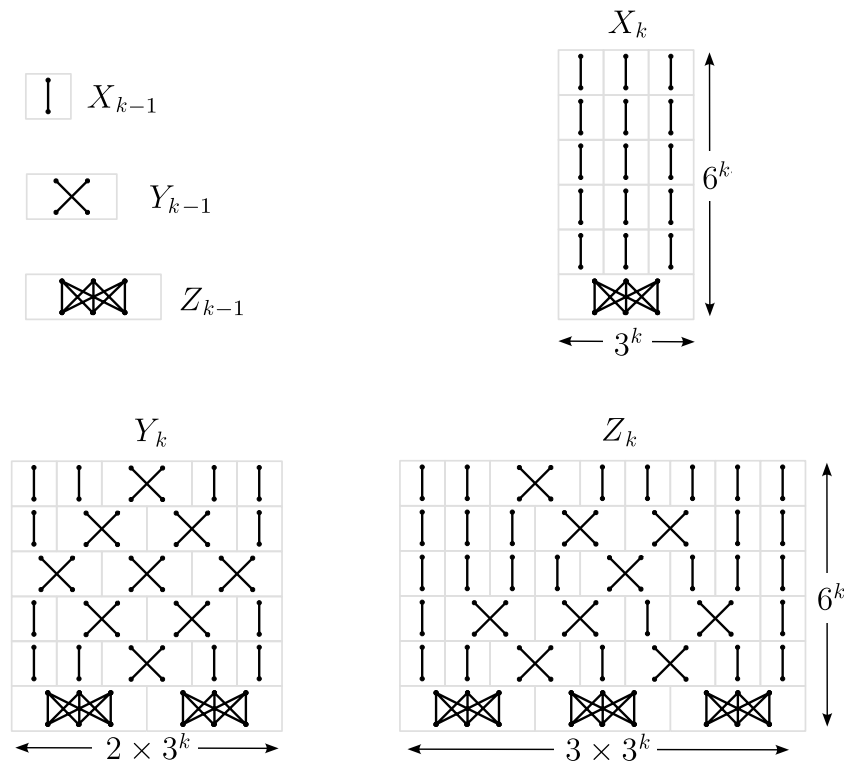 X_k
X_{k−1}
6^k
Y_{k−1}
Z_{k−1}
3^k
Y_k
Z_k
6^k
2 × 3^k
3 × 3^k